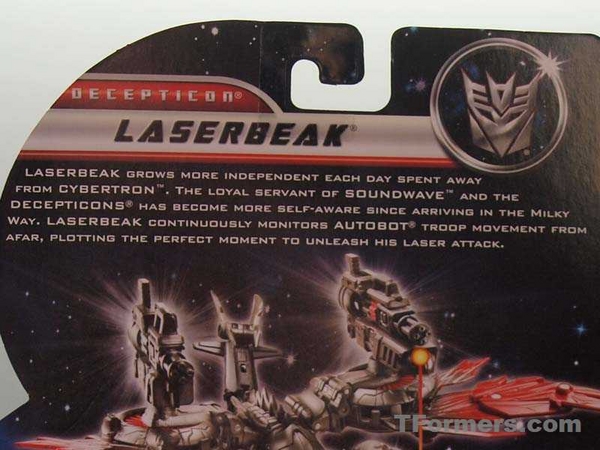 DECEPTICON®
LASERBEAK®
LASERBEAK GROWS MORE INDEPENDENT EACH DAY SPENT AWAY
FROM CYBERTRON™. THE LOYAL SERVANT OF SOUNDWAVE™ AND THE
DECEPTICONS® HAS BECOME MORE SELF-AWARE SINCE ARRIVING IN THE MILKY
WAY. LASERBEAK CONTINUOUSLY MONITORS AUTOBOT® TROOP MOVEMENT FROM
AFAR, PLOTTING THE PERFECT MOMENT TO UNLEASH HIS LASER ATTACK.
TFormers.com